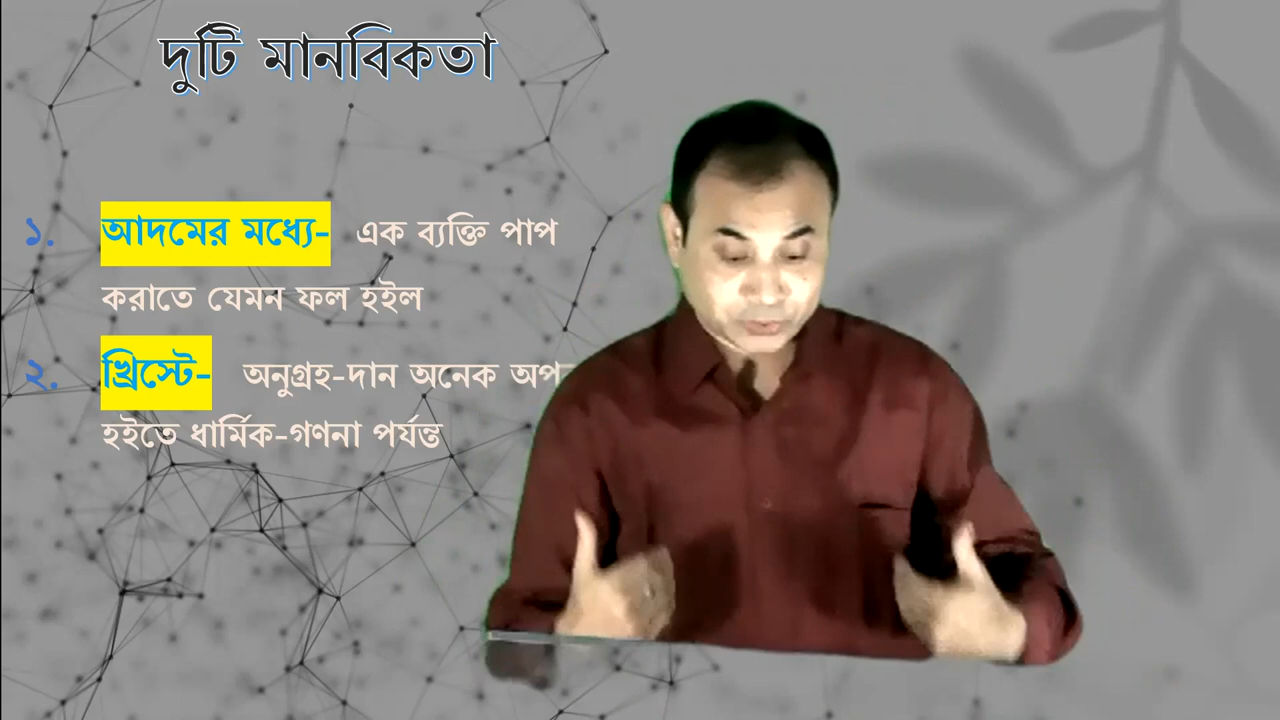 দুটি মানবিকতা
১. আদমের মধ্যে- এক ব্যক্তি পাপ
করাতে যেমন ফল হইল
২. খ্রিস্টে- অনুগ্রহ-দান অনেক
হইতে ধার্মিক-গণনা পর্যন্ত